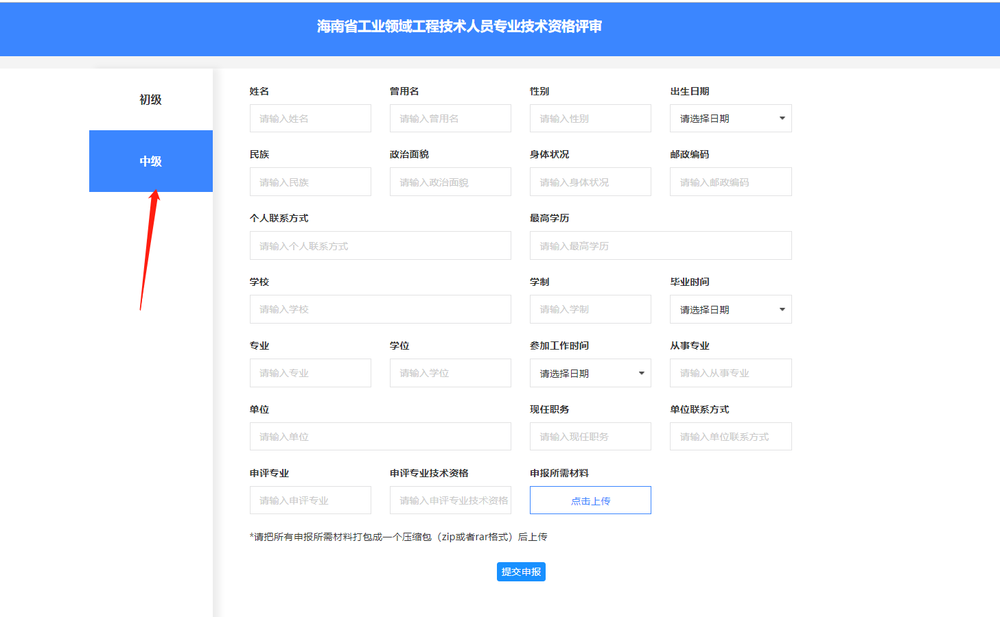 海南省工业领域工程技术人员专业技术资格评审
初级
中级
姓名 曾用名 性别 出生日期
请输入姓名 请输入曾用名 请输入性别 请选择日期
民族 政治面貌 身体状况 邮政编码
请输入民族 请输入政治面貌 请输入身体状况 请输入邮政编码
个人联系方式 最高学历
请输入个人联系方式 请输入最高学历
学校 学制 毕业时间
请输入学校 请输入学制 请选择日期
专业 学位 参加工作时间 从事专业
请输入专业 请输入学位 请选择日期 请输入从事专业
单位 现任职务 单位联系方式
请输入单位 请输入现任职务 请输入单位联系方式
申评专业 申评专业技术资格 申报所需材料
请输入申评专业 请输入申评专业技术资格 点击上传
*请把所有申报所需材料打包成一个压缩包（zip或者rar格式）后上传
提交申报